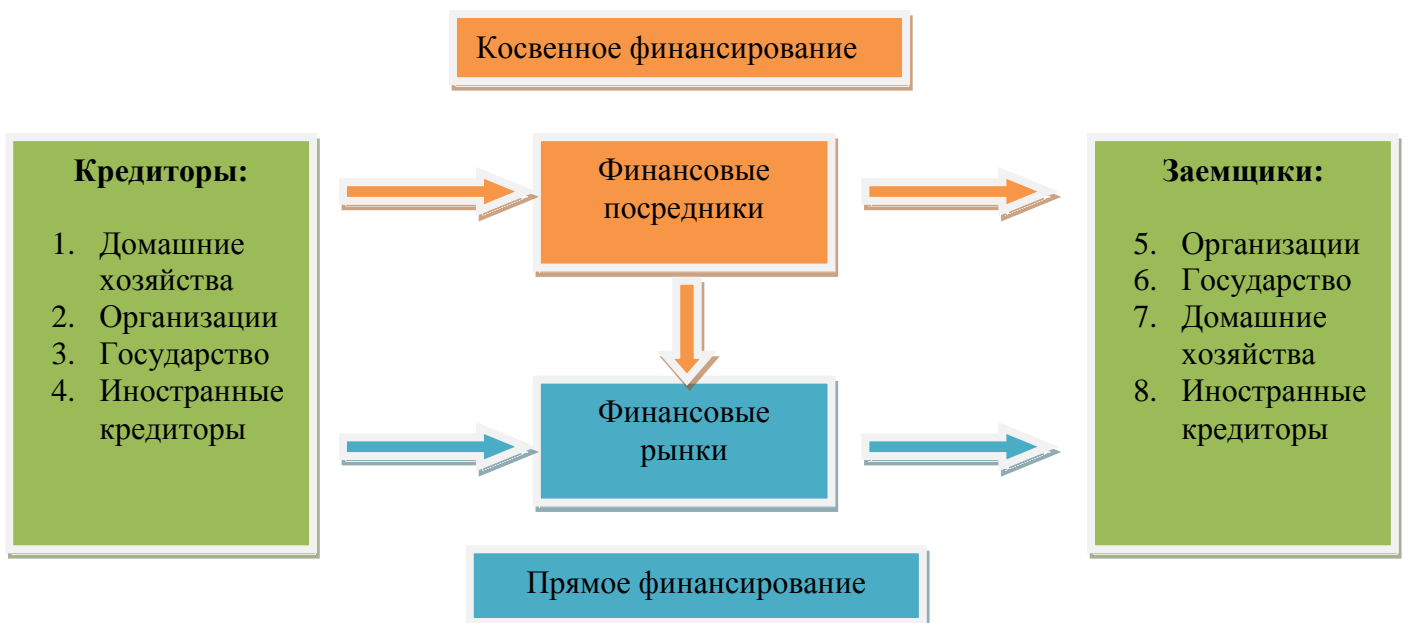 Косвенное финансирование
Кредиторы:
1. Домашние
хозяйства
2. Организации
3. Государство
4. Иностранные
кредиторы
Финансовые
посредники
Финансовые
рынки
Заемщики:
5. Организации
6. Государство
7. Домашние
хозяйства
8. Иностранные
кредиторы
Прямое финансирование